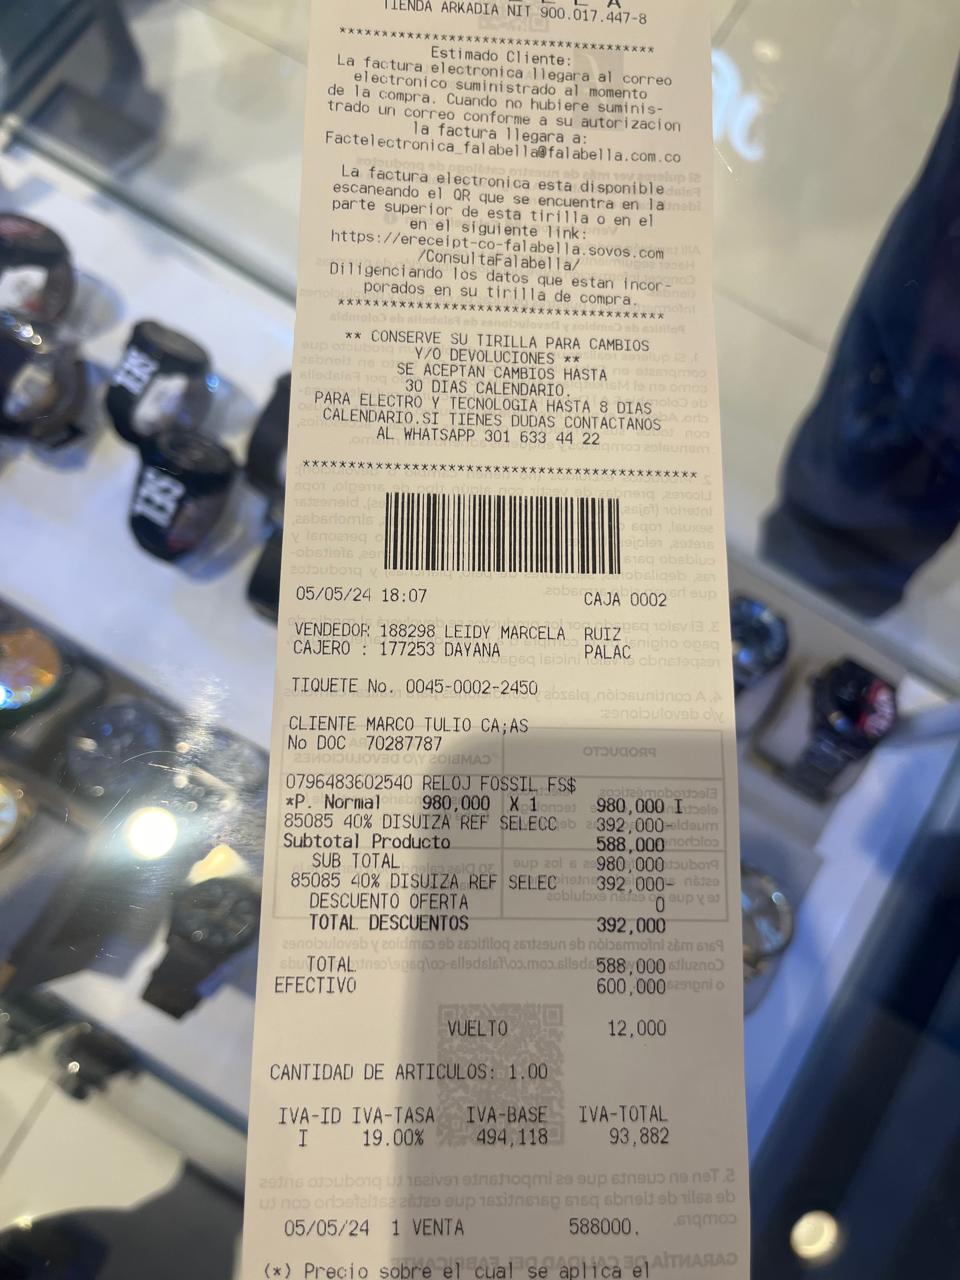 TIENDA ARKADIA NIT 900.017.447-8
************************************
Estimado Cliente:
La factura electronica llegara al correo
electronico suministrado al momento
de la compra. Cuando no hubiere suminis-
trado un correo conforme a su autorizacion
la factura llegara a:
Factelectronica_falabella@falabella.com.co
La factura electronica esta disponible
escaneando el QR que se encuentra en la
parte superior de esta tirilla o en el
en el siguiente link:
https://ereceipt-co-falabella.sovos.com
/ConsultaFalabella/
Diligenciando los datos que estan incor-
porados en su tirilla de compra.
************************************
** CONSERVE SU TIRILLA PARA CAMBIOS
Y/O DEVOLUCIONES **
SE ACEPTAN CAMBIOS HASTA
30 DIAS CALENDARIO.
PARA ELECTRO Y TECNOLOGIA HASTA 8 DIAS
CALENDARIO.SI TIENES DUDAS CONTACTANOS
AL WHATSAPP 301 633 44 22
****************************************
05/05/24 18:07 CAJA 0002
VENDEDOR 188298 LEIDY MARCELA RUIZ
CAJERO : 177253 DAYANA PALAC
TIQUETE No. 0045-0002-2450
CLIENTE MARCO TULIO CA;AS
No DOC 70287787
0796483602540 RELOJ FOSSIL FS$
*P. Normal 980,000 X 1 980,000 I
85085 40% DISUIZA REF SELECC 392,000-
Subtotal Producto 588,000
SUB TOTAL 980,000
85085 40% DISUIZA REF SELEC 392,000-
DESCUENTO OFERTA 0
TOTAL DESCUENTOS 392,000
TOTAL 588,000
EFECTIVO 600,000
VUELTO 12,000
CANTIDAD DE ARTICULOS: 1.00
IVA-ID IVA-TASA IVA-BASE IVA-TOTAL
I 19.00% 494,118 93,882
05/05/24 1 VENTA 588000.
(*) Precio sobre el cual se aplica el